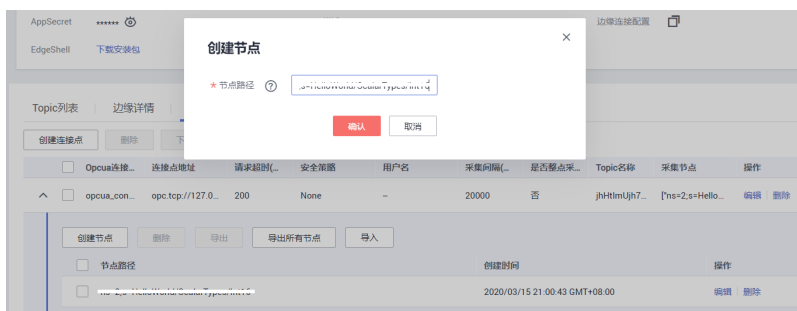 AppSecret ****** 边缘连接配置
EdgeShell 下载安装包
创建节点
* 节点路径
确认 取消
Topic列表 边缘详情
创建连接点 删除 下
Opcua连接... 连接点地址 请求超时(... 安全策略 用户名 采集间隔(... 是否整点采... Topic名称 采集节点 操作
opcua_con... opc.tcp://127.0... 200 None – 20000 否 jhHtlmUjh7... ["ns=2;s=Hello... 编辑 删除
创建节点 删除 导出 导出所有节点 导入
节点路径 创建时间 操作
2020/03/15 21:00:43 GMT+08:00 编辑 删除